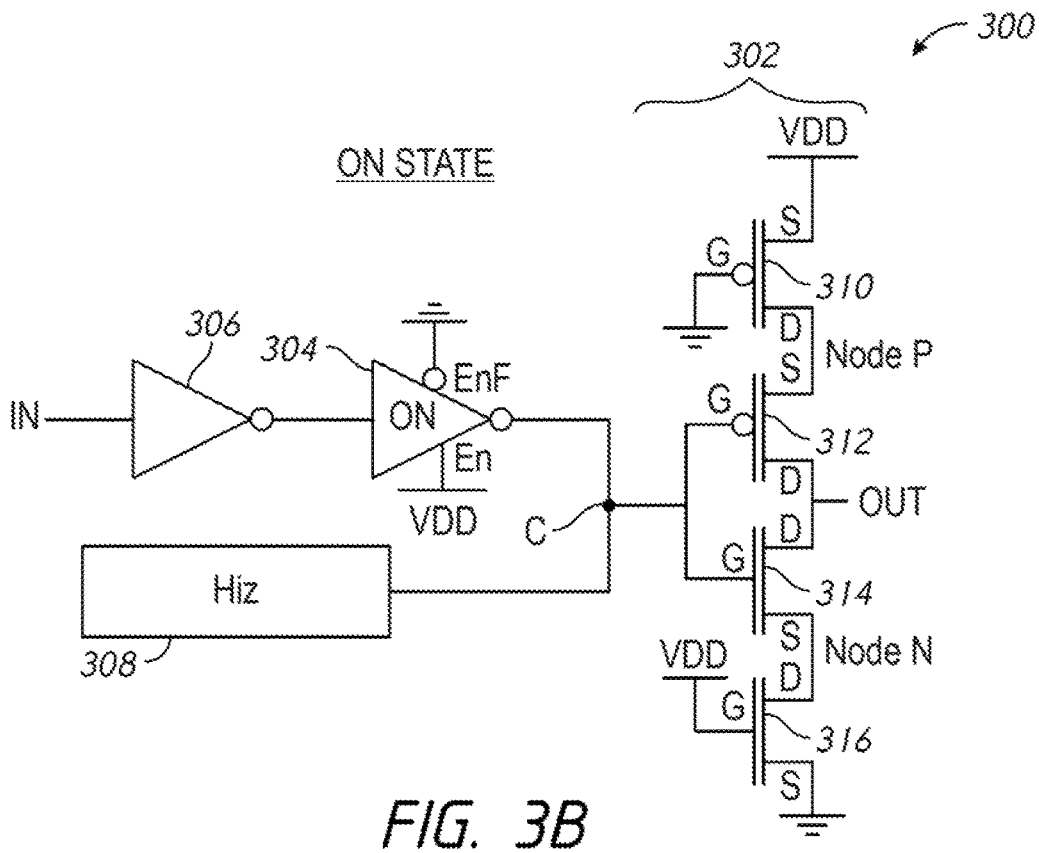 300
302
VDD
ON STATE
S
G
310
D
Node P
S
306
304
EnF
G
IN
ON
312
En
D
VDD
OUT
C
D
Hiz
G
314
S
Node N
308
VDD
D
G
316
S
FIG. 3B